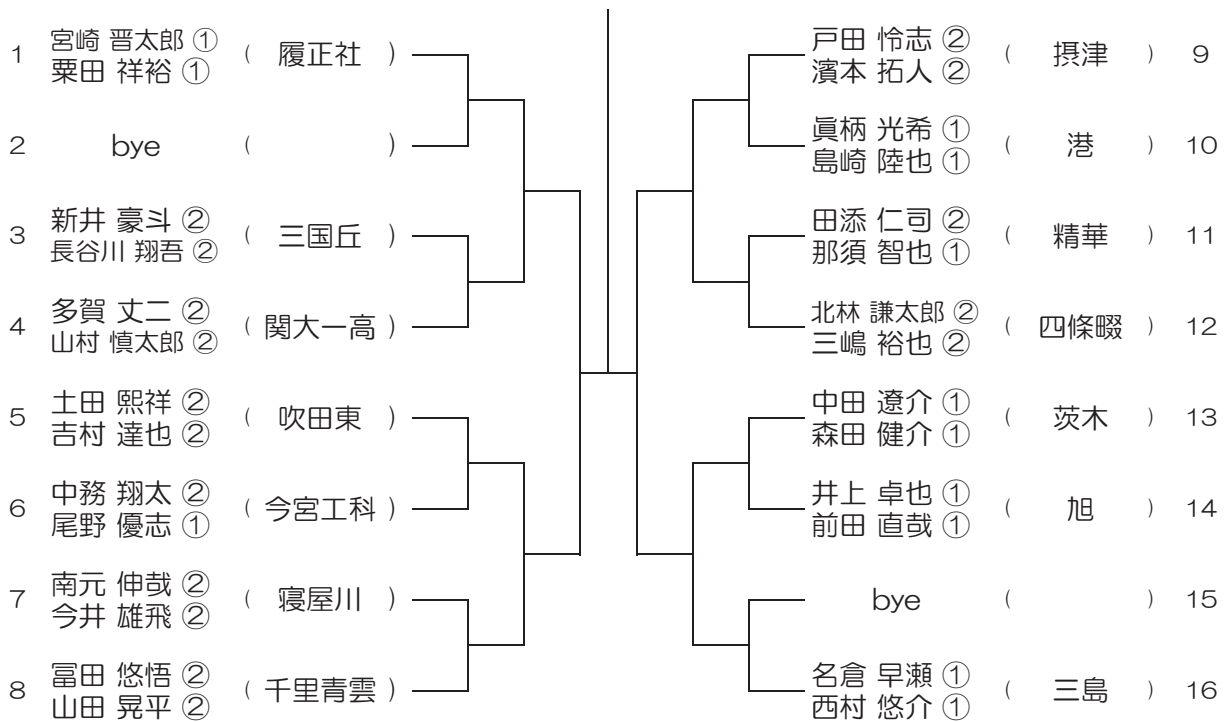 1 宮崎 晋太郎 ① ( 履正社 )
粟田 祥裕 ①
2 bye ( )
3 新井 豪斗 ② ( 三国丘 )
長谷川 翔吾 ②
4 多賀 丈二 ② ( 関大一高 )
山村 慎太郎 ②
5 土田 熙祥 ② ( 吹田東 )
吉村 達也 ②
6 中務 翔太 ② ( 今宮工科 )
尾野 優志 ①
7 南元 伸哉 ② ( 寝屋川 )
今井 雄飛 ②
8 冨田 悠悟 ② ( 千里青雲 )
山田 晃平 ②
戸田 怜志 ② ( 摂津 ) 9
濱本 拓人 ②
眞柄 光希 ① ( 港 ) 10
島崎 陸也 ①
田添 仁司 ② ( 精華 ) 11
那須 智也 ①
北林 謙太郎 ② ( 四條畷 ) 12
三嶋 裕也 ②
中田 遼介 ① ( 茨木 ) 13
森田 健介 ①
井上 卓也 ① ( 旭 ) 14
前田 直哉 ①
bye ( ) 15
名倉 早瀬 ① ( 三島 ) 16
西村 悠介 ①